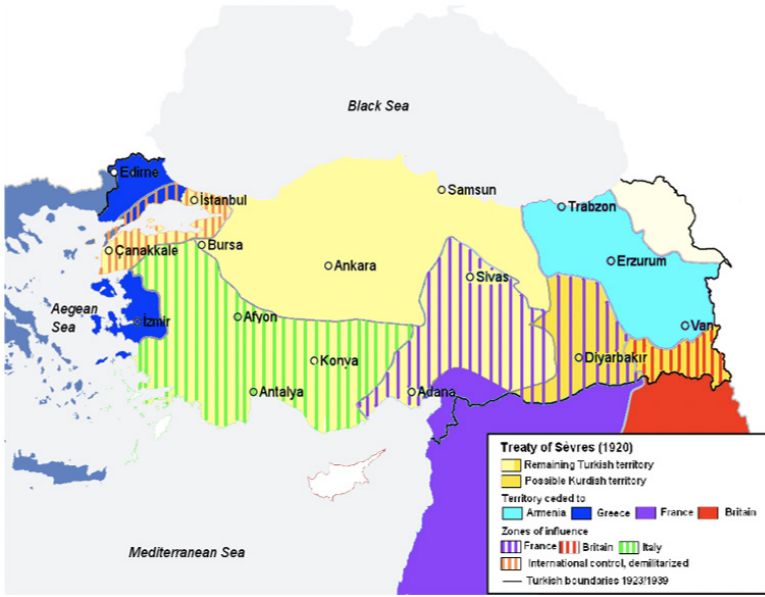 Black Sea
Edirne
İstanbul
Samsun
Trabzon
Çanakkale
Bursa
Ankara
Sivas
Erzurum
Aegean
Sea
İzmir
Afyon
Van
Konya
Diyarbakır
Antalya
Adana
Mediterranean Sea
Treaty of Sèvres (1920)
Remaining Turkish territory
Possible Kurdish territory
Territory ceded to
Armenia Greece France Britain
Zones of influence
France Britain Italy
International control, demilitarized
Turkish boundaries 1923/1939